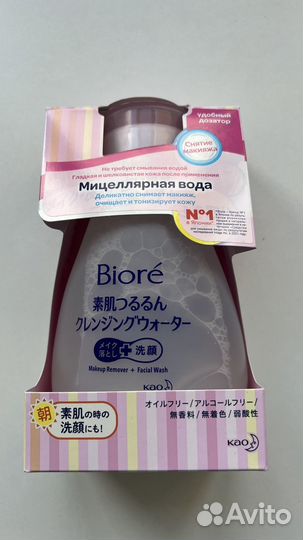 удобный
дозатор
Снятие
макияжа
Не требует смывания водой
Гладкая и шелковистая кожа после применения
Мицеллярная вода
Деликатно снимает макияж,
очищает и тонизирует кожу
№1
в Японии*
Bioré
素肌つるるん
クレンジングウォーター
メイク
落とし
+
洗顔
Makeup Remover + Facial Wash
kao
朝
素肌の時の
洗顔にも!
オイルフリー/アルコールフリー/
無香料/無着色/弱酸性
kao
Avito